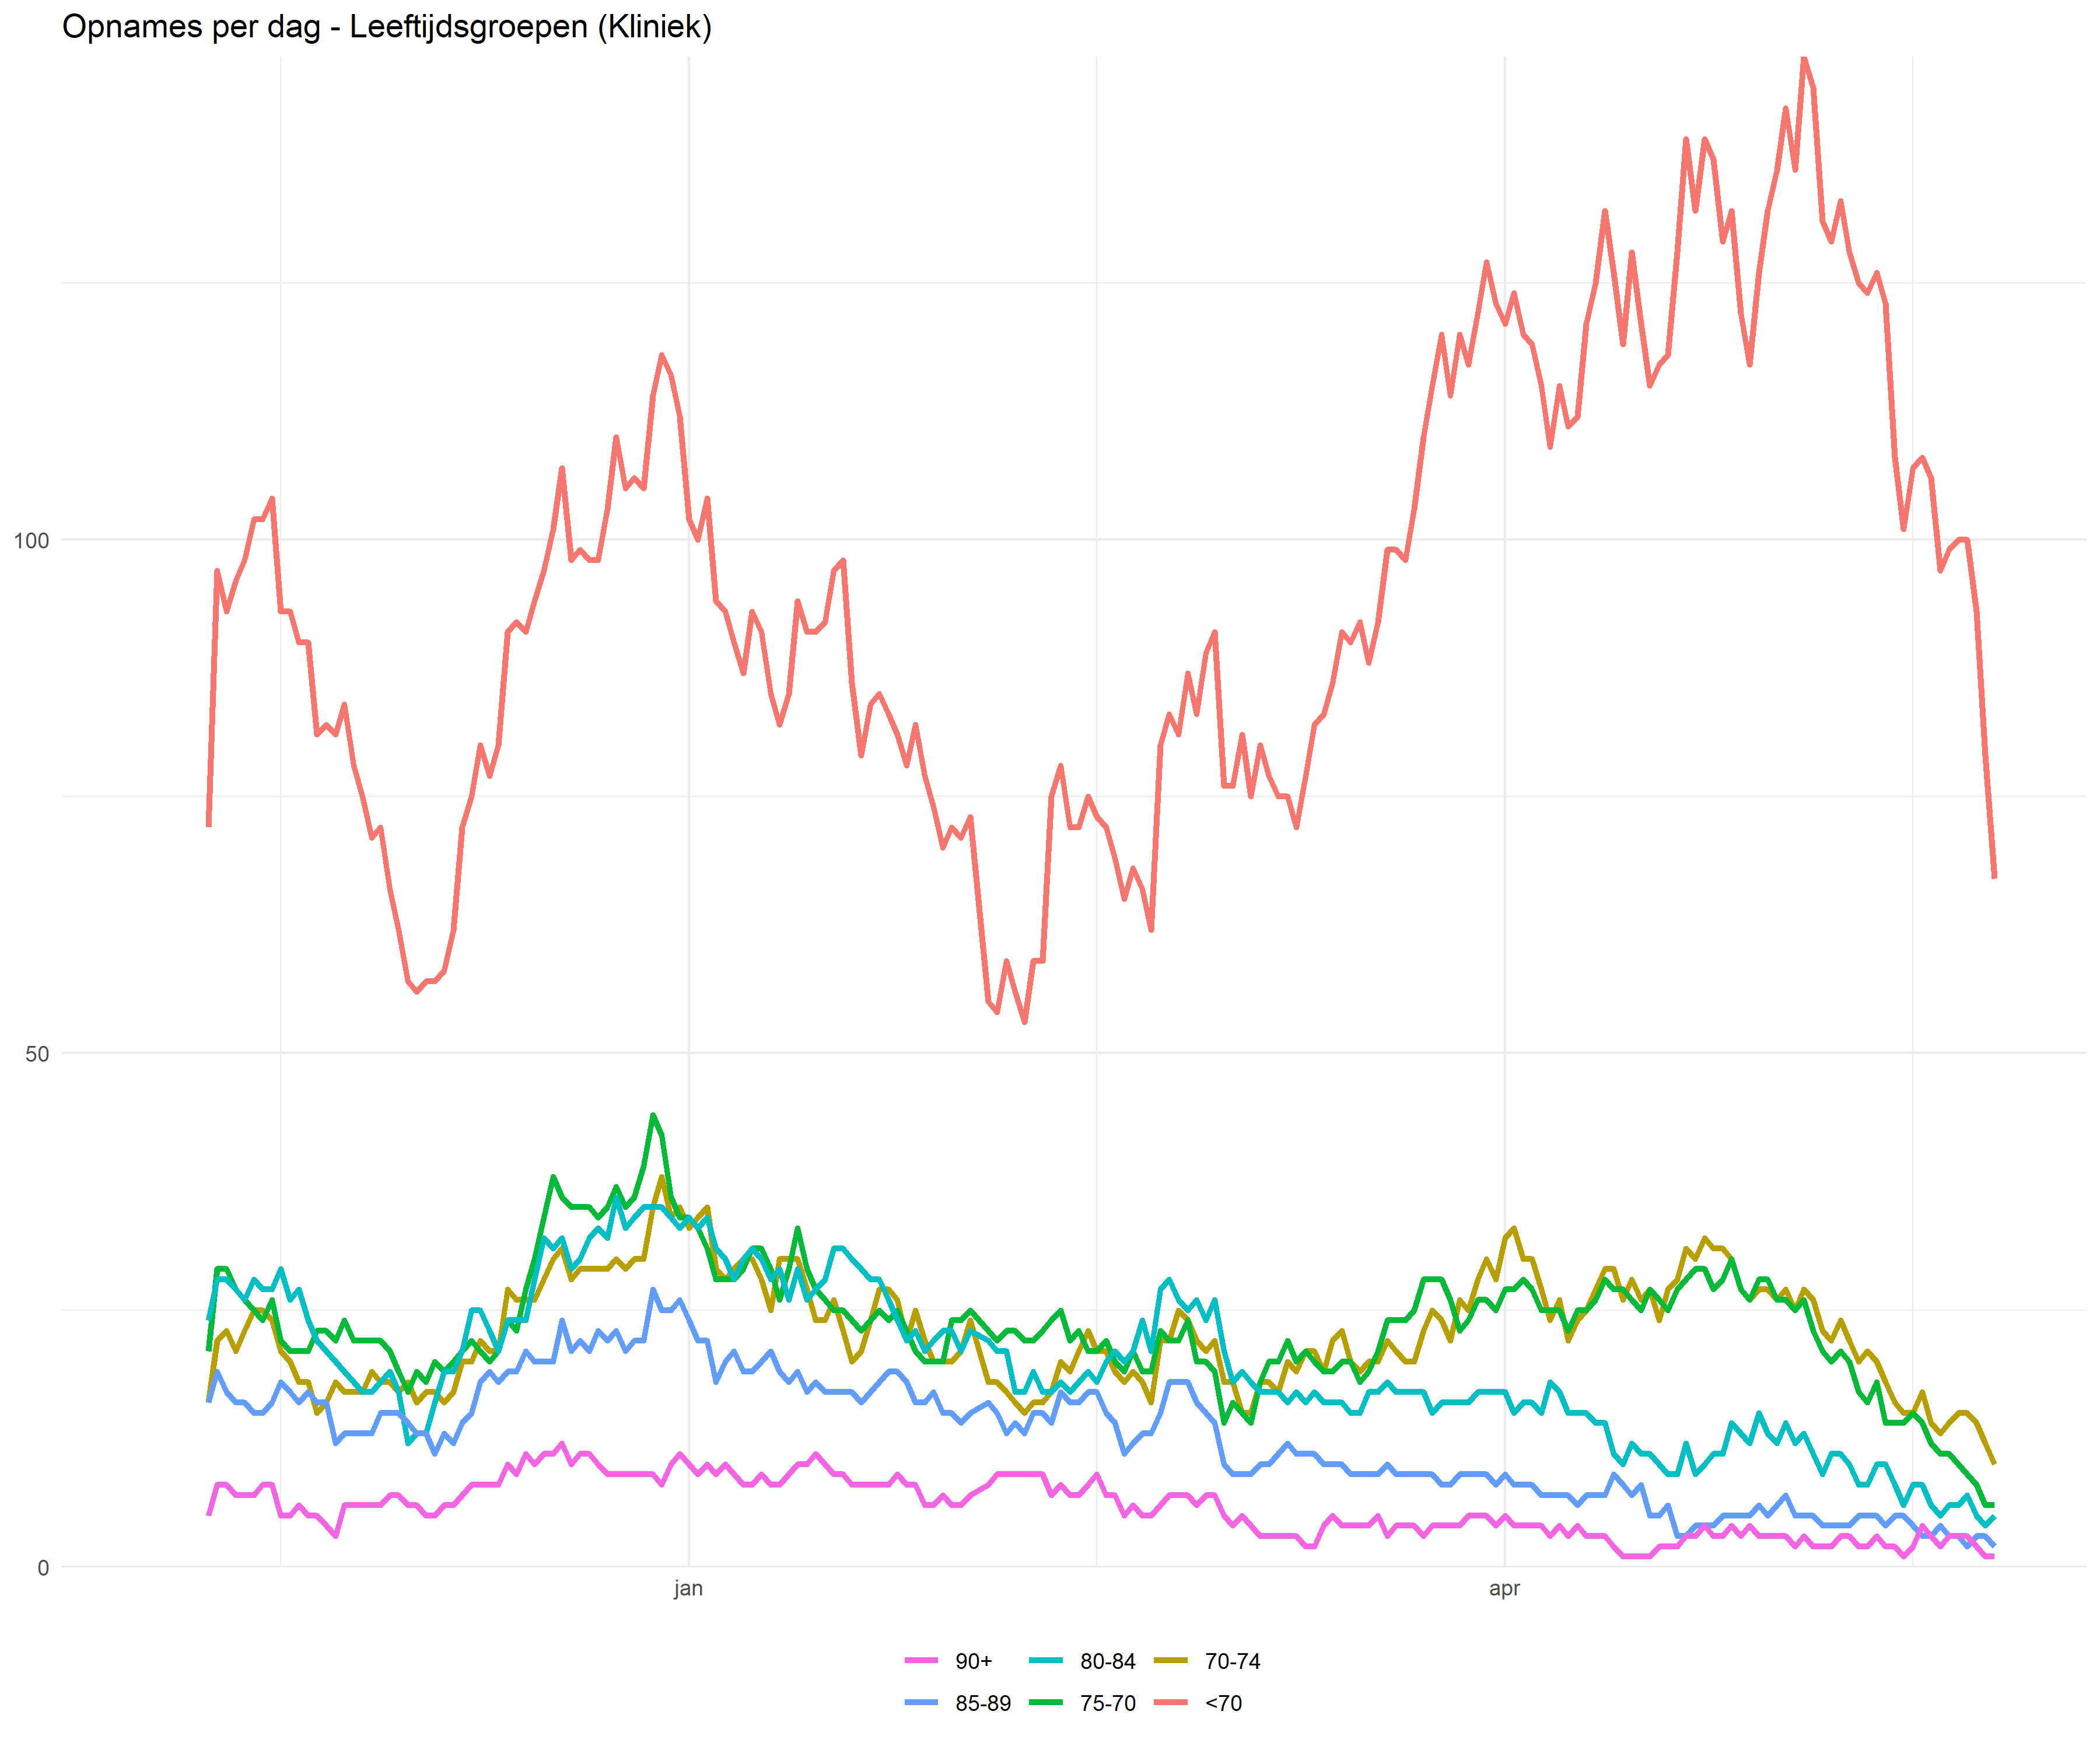 Opnames per dag - Leeftijdsgroepen (Kliniek)
100
50
0
jan apr
90+ 80-84 70-74
85-89 75-70 <70